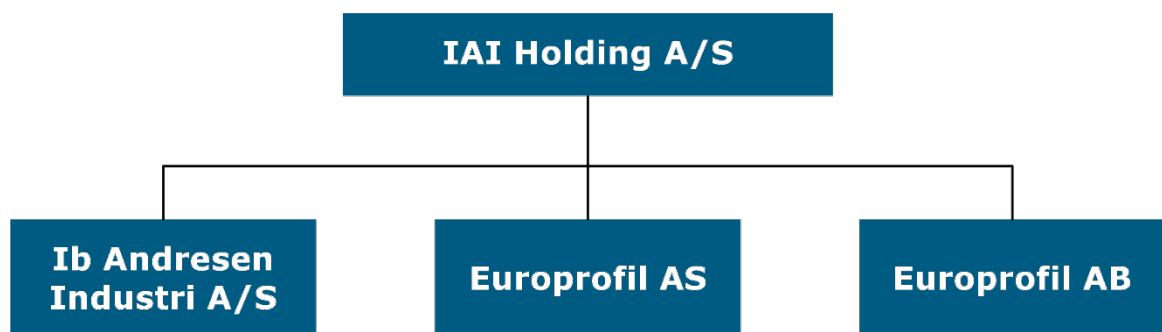 IAI Holding A/S
Ib Andresen
Industri A/S
Europrofil AS
Europrofil AB